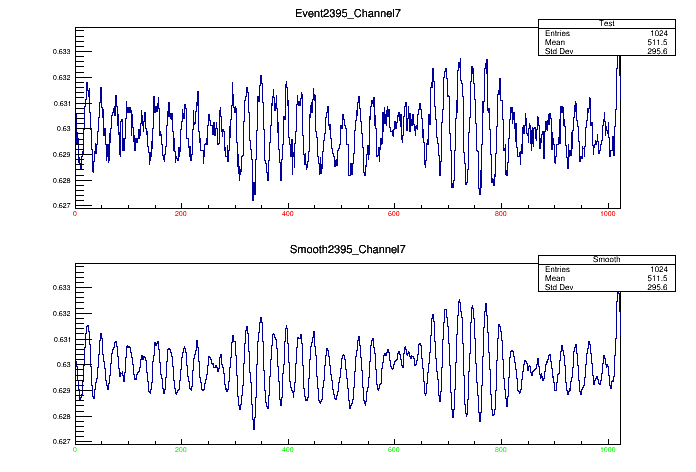 Event2395_Channel7
Test
Entries 1024
Mean 511.5
Std Dev 295.6
0.633
0.632
0.631
0.63
0.629
0.628
0.627
0 200 400 600 800 1000
Smooth2395_Channel7
Smooth
Entries 1024
Mean 511.5
Std Dev 295.6
0.633
0.632
0.631
0.63
0.629
0.628
0.627
0 200 400 600 800 1000